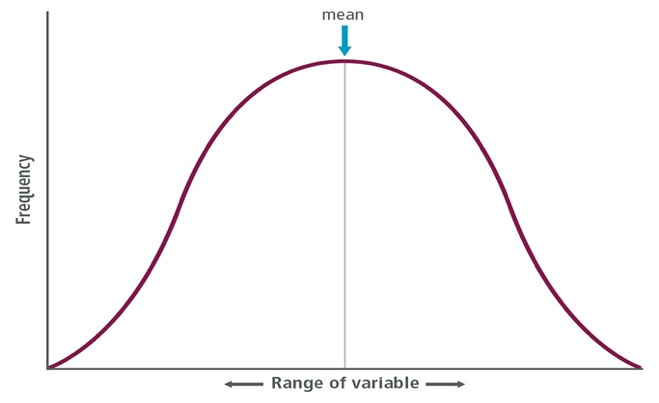 mean
Frequency
Range of variable